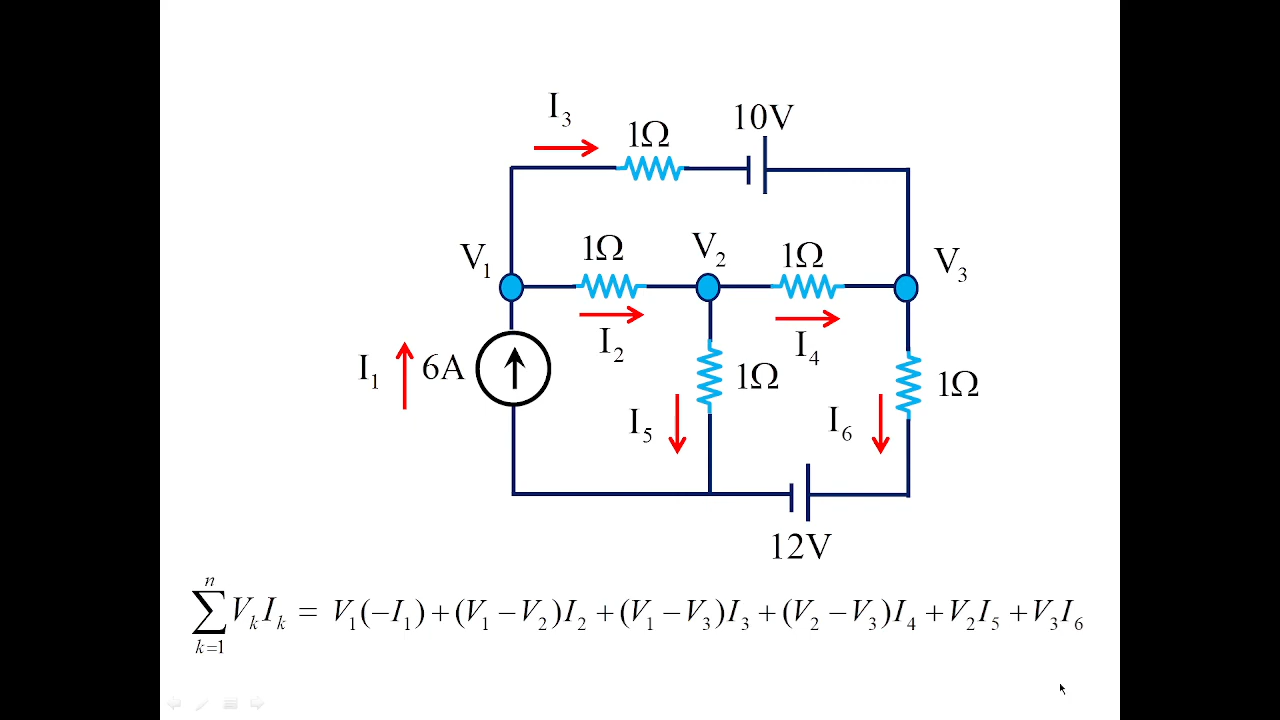 I₃
1Ω
10V
V₁
1Ω
V₂
1Ω
V₃
I₂
I₄
I₁
6A
1Ω
1Ω
I₅
I₆
12V
∑ₖ₌₁ⁿ VₖIₖ = V₁(−I₁) + (V₁ − V₂)I₂ + (V₁ − V₃)I₃ + (V₂ − V₃)I₄ + V₂I₅ + V₃I₆